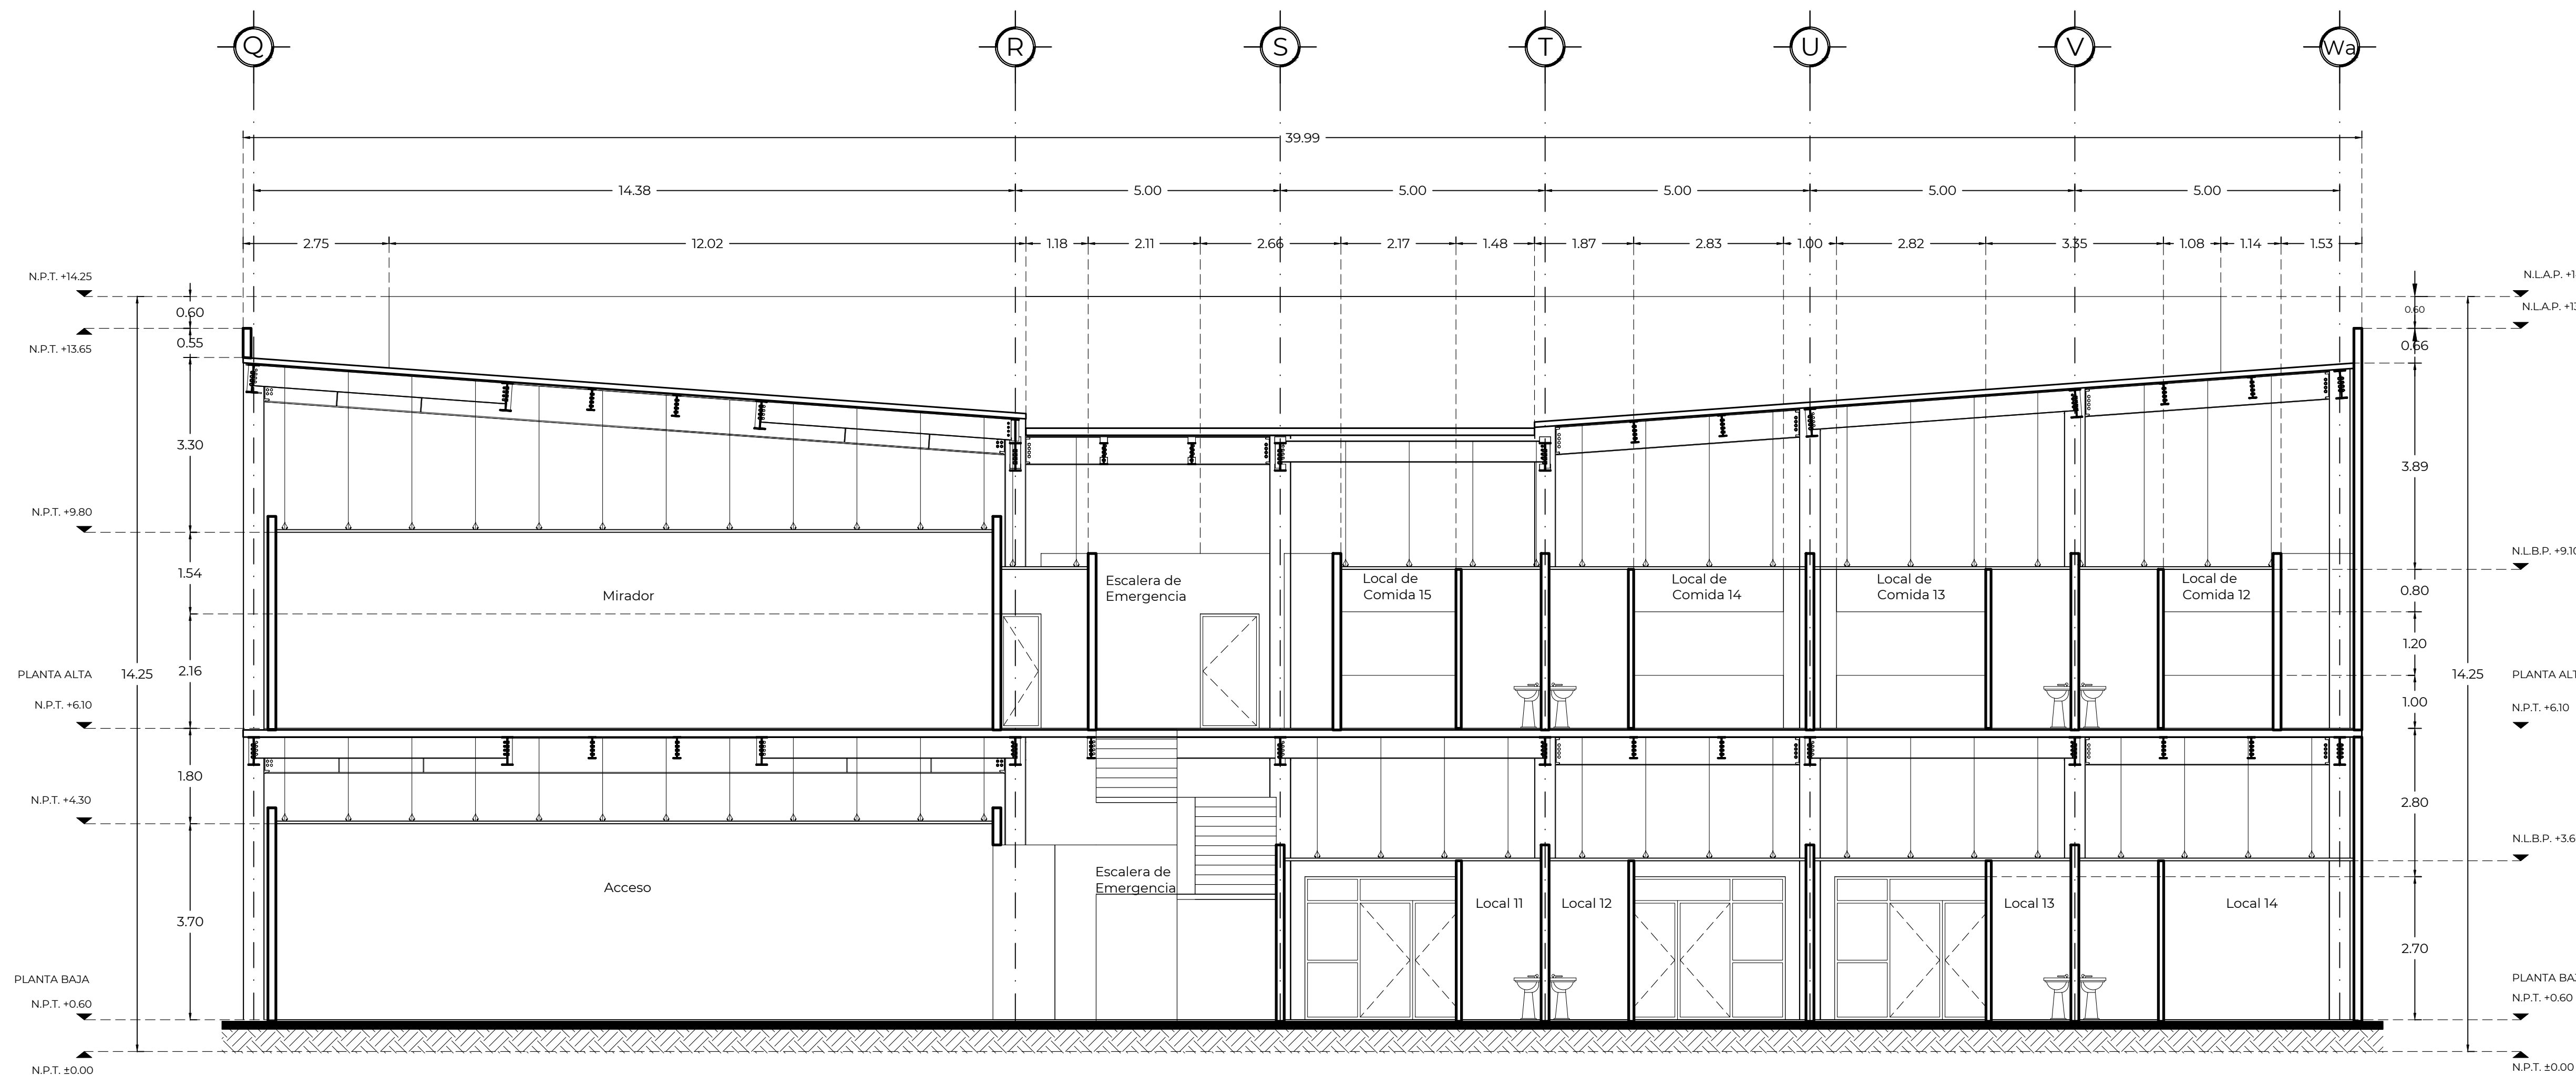 Q R S T U V Wa
39.99
14.38 5.00 5.00 5.00 5.00 5.00
2.75 12.02 1.18 2.11 2.66 2.17 1.48 1.87 2.83 1.00 2.82 3.35 1.08 1.14 1.53
N.P.T. +14.25
N.L.A.P. +1
0.60
0.60
N.L.A.P. +1
N.P.T. +13.65
0.55
0.66
3.30
3.89
N.P.T. +9.80
N.L.B.P. +9.10
1.54
Mirador
Escalera de
Emergencia
Local de
Comida 15
Local de
Comida 14
Local de
Comida 13
Local de
Comida 12
0.80
1.20
PLANTA ALTA
14.25
2.16
14.25
PLANTA ALT
N.P.T. +6.10
1.00
N.P.T. +6.10
1.80
N.P.T. +4.30
2.80
N.L.B.P. +3.6
Acceso
Escalera de
Emergencia
Local 11
Local 12
Local 13
Local 14
3.70
2.70
PLANTA BAJA
PLANTA BAJ
N.P.T. +0.60
N.P.T. +0.60
N.P.T. ±0.00
N.P.T. ±0.00